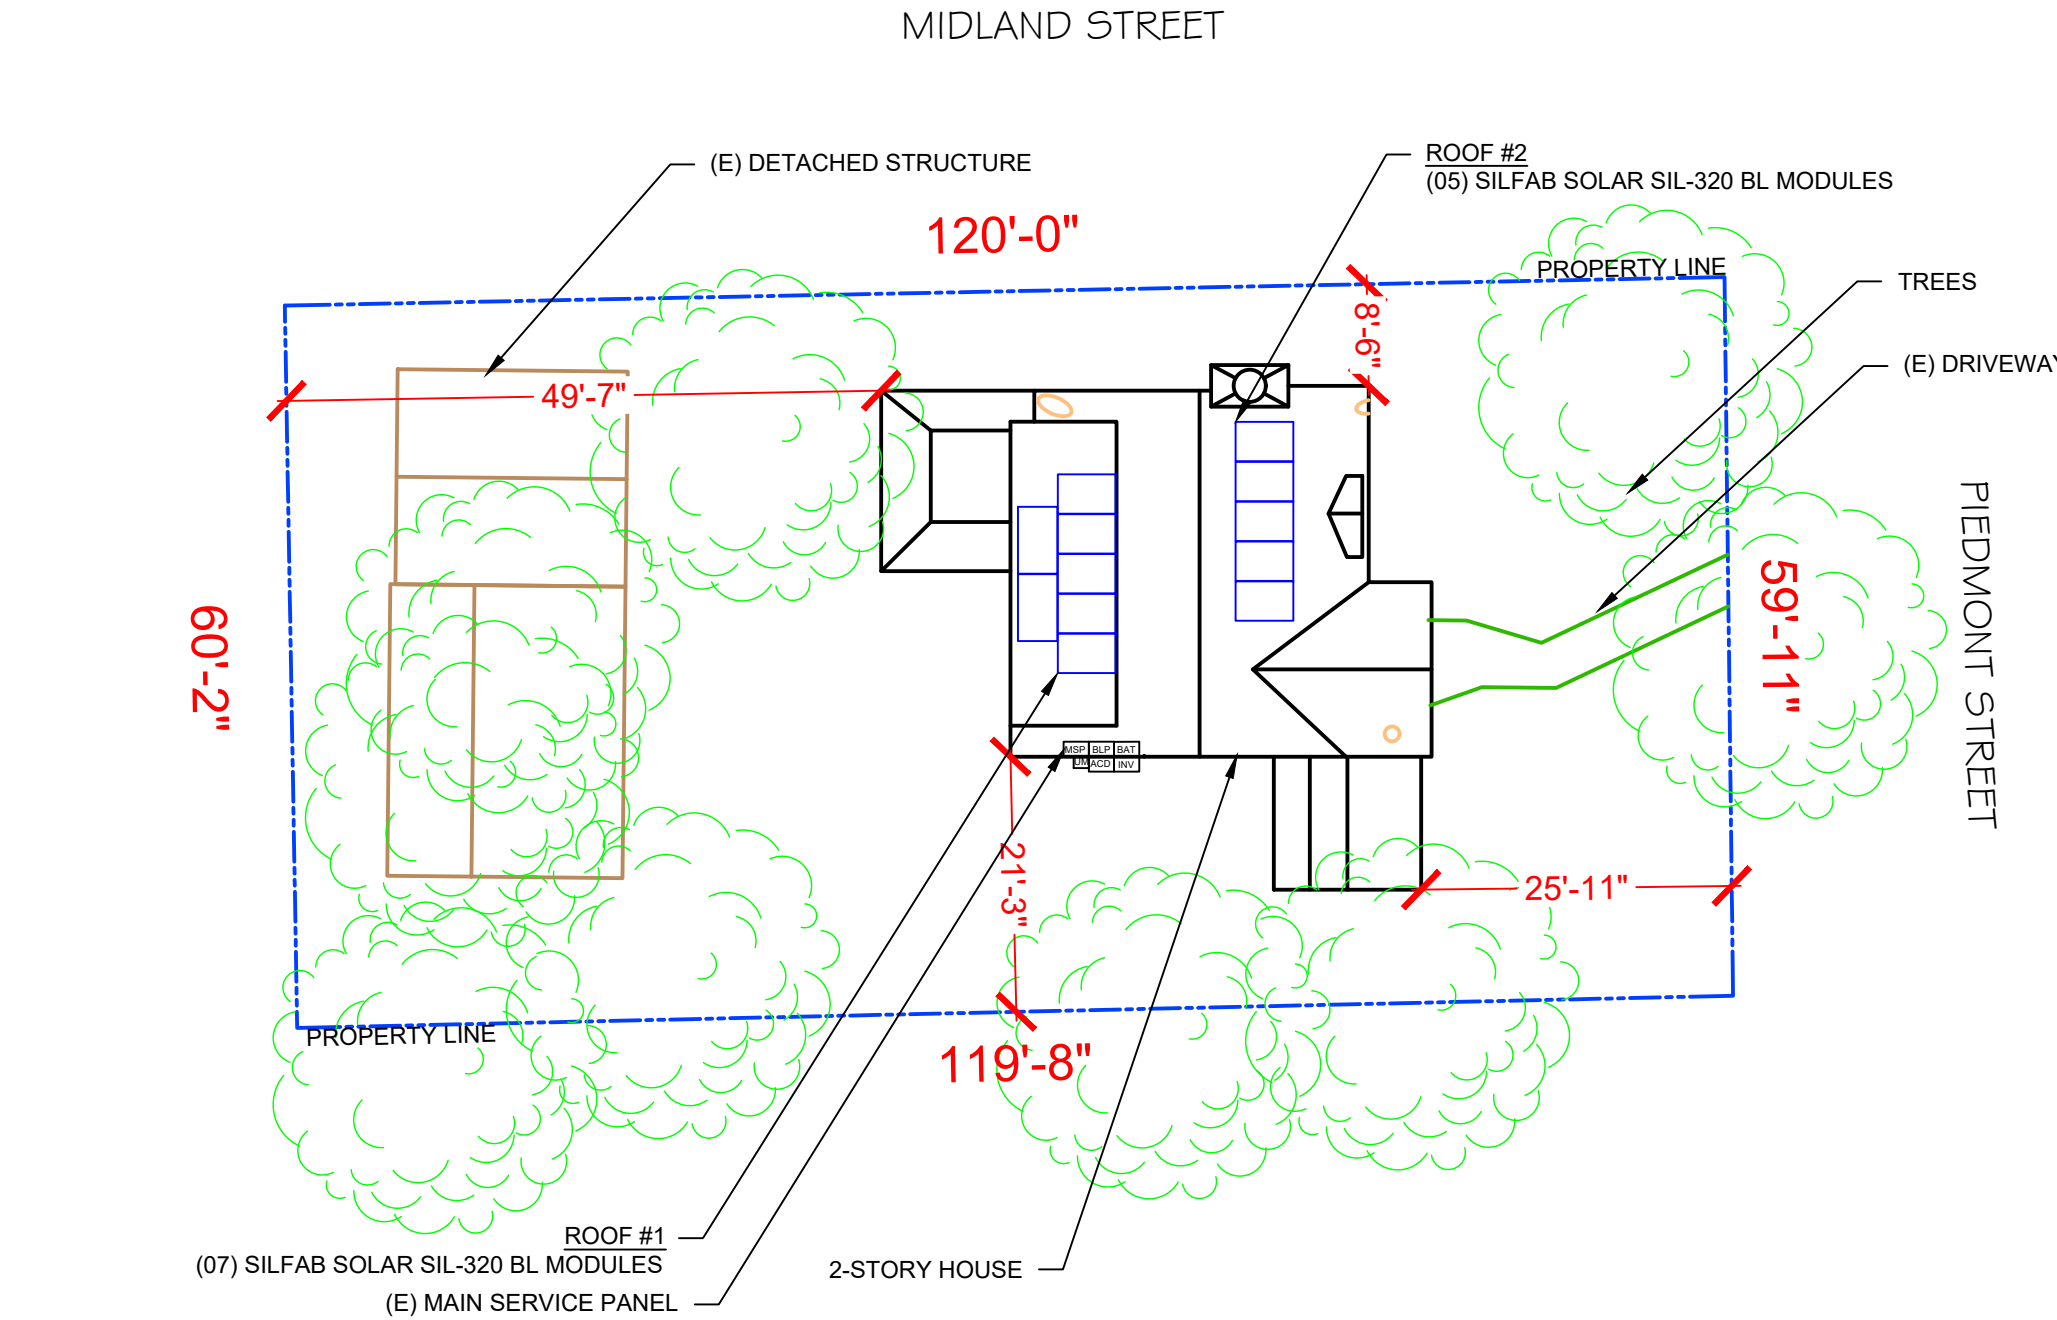 MIDLAND STREET
(E) DETACHED STRUCTURE
ROOF #2
(05) SILFAB SOLAR SIL-320 BL MODULES
120'-0"
PROPERTY LINE
TREES
8'-6"
(E) DRIVEWAY
49'-7"
PIEDMONT STREET
59'-11"
60'-2"
MSP BLP BAT
UM ACD INV
21'-3"
25'-11"
PROPERTY LINE
119'-8"
ROOF #1
(07) SILFAB SOLAR SIL-320 BL MODULES
2-STORY HOUSE
(E) MAIN SERVICE PANEL